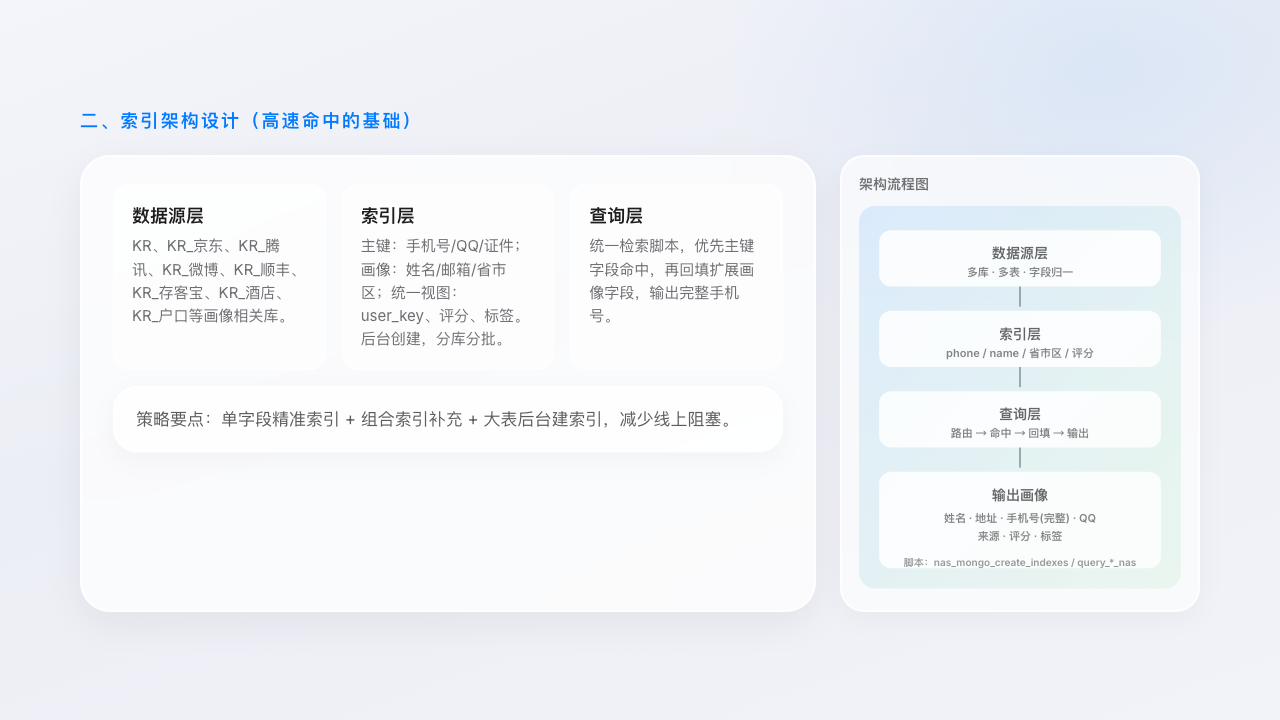 二、索引架构设计（高速命中的基础）
数据源层
KR、KR_京东、KR_腾
讯、KR_微博、KR_顺丰、
KR_存客宝、KR_酒店、
KR_户口等画像相关库。
索引层
主键：手机号/QQ/证件；
画像：姓名/邮箱/省市
区；统一视图：
user_key、评分、标签。
后台创建，分库分批。
查询层
统一检索脚本，优先主键
字段命中，再回填扩展画
像字段，输出完整手机
号。
策略要点：单字段精准索引 + 组合索引补充 + 大表后台建索引，减少线上阻塞。
架构流程图
数据源层
多库 · 多表 · 字段归一
索引层
phone / name / 省市区 / 评分
查询层
路由 → 命中 → 回填 → 输出
输出画像
姓名 · 地址 · 手机号(完整) · QQ
来源 · 评分 · 标签
脚本：nas_mongo_create_indexes / query_*_nas